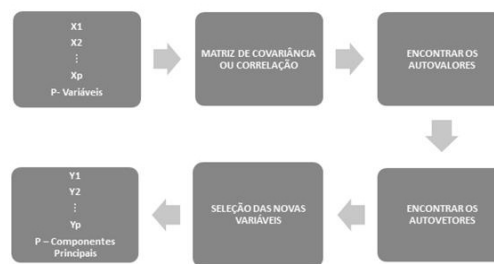 X1
X2
⋮
Xp
P- Variáveis
MATRIZ DE COVARIÂNCIA
OU CORRELAÇÃO
ENCONTRAR OS
AUTOVALORES
ENCONTRAR OS
AUTOVETORES
SELEÇÃO DAS NOVAS
VARIÁVEIS
Y1
Y2
⋮
Yp
P – Componentes
Principais